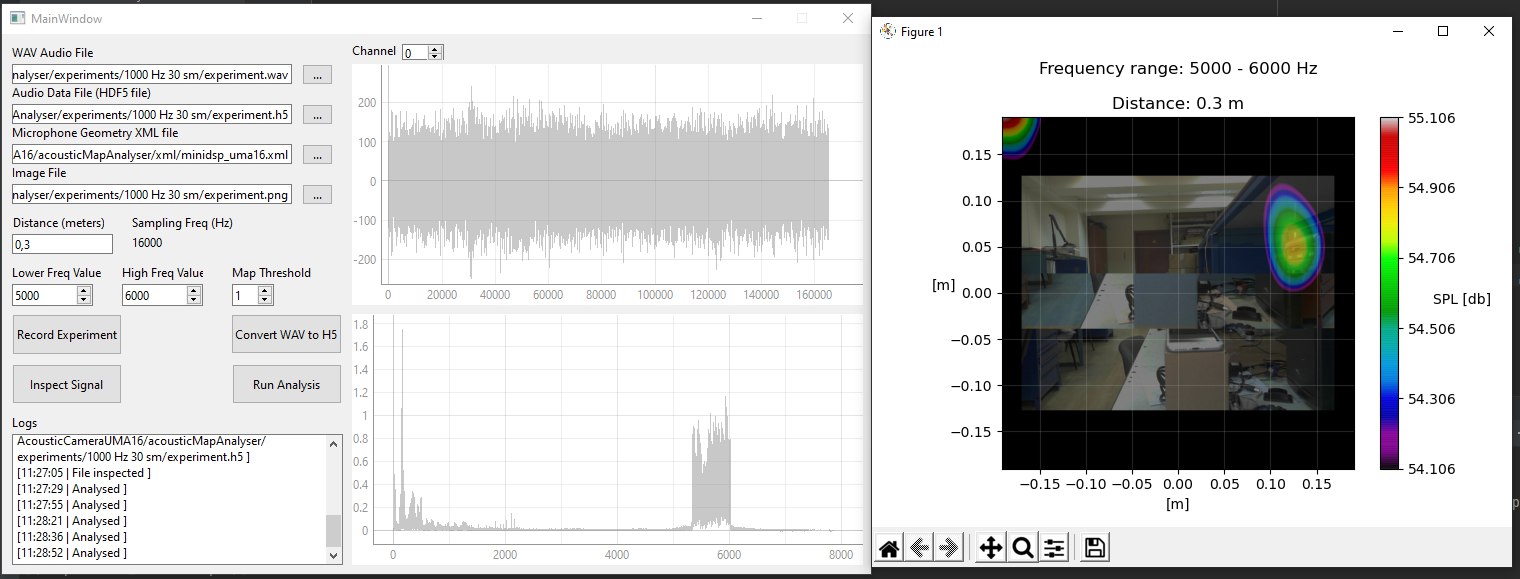 MainWindow
WAV Audio File
nalyser/experiments/1000 Hz 30 sm/experiment.wav
...
Audio Data File (HDF5 file)
Analyser/experiments/1000 Hz 30 sm/experiment.h5
...
Microphone Geometry XML file
A16/acousticMapAnalyser/xml/minidsp_uma16.xml
...
Image File
nalyser/experiments/1000 Hz 30 sm/experiment.png
...
Distance (meters)
Sampling Freq (Hz)
0,3
16000
Lower Freq Value
High Freq Value
Map Threshold
5000
6000
1
Record Experiment
Convert WAV to H5
Inspect Signal
Run Analysis
Logs
AcousticCameraUMA16/acousticMapAnalyser/
experiments/1000 Hz 30 sm/experiment.h5 ]
[11:27:05 | File inspected ]
[11:27:29 | Analysed ]
[11:27:55 | Analysed ]
[11:28:21 | Analysed ]
[11:28:36 | Analysed ]
[11:28:52 | Analysed ]
Channel
0
200
100
0
-100
-200
0 20000 40000 60000 80000 100000 120000 140000 160000
1.8
1.6
1.4
1.2
1
0.8
0.6
0.4
0.2
0
0 2000 4000 6000 8000
Figure 1
Frequency range: 5000 - 6000 Hz
Distance: 0.3 m
0.15
0.10
0.05
0.00
−0.05
−0.10
−0.15
[m]
−0.15 −0.10 −0.05 0.00 0.05 0.10 0.15
[m]
55.106
54.906
54.706
54.506
54.306
54.106
SPL [db]